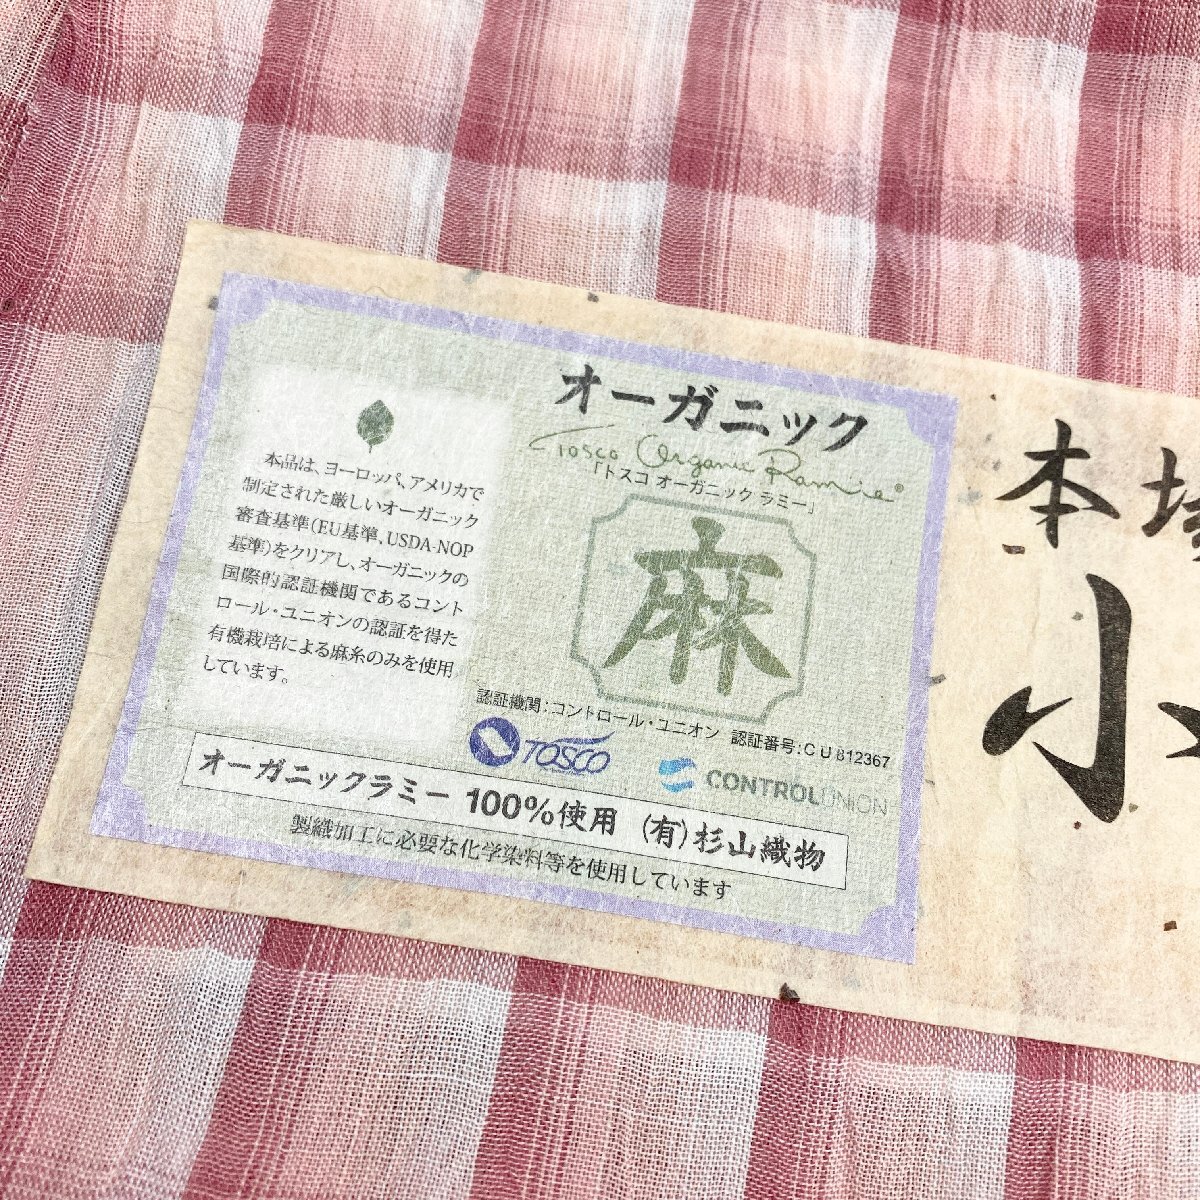 オーガニック
Tosco Organic Ramie®
「トスコ オーガニック ラミー」
麻
本品は、ヨーロッパ、アメリカで
制定された厳しいオーガニック
審査基準(EU基準、USDA-NOP
基準)をクリアし、オーガニックの
国際的認証機関であるコント
ロール・ユニオンの認証を得た
有機栽培による麻糸のみを使用
しています。
認証機関:コントロール・ユニオン 認証番号:CU 812367
TOSCO
CONTROLUNION
オーガニックラミー 100%使用 (有)杉山織物
製織加工に必要な化学染料等を使用しています
本場
小